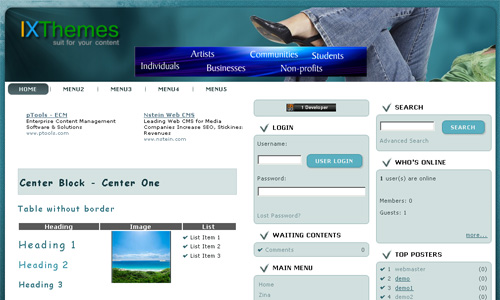 IXThemes
suit for your content
Artists
Communities
Students
Individuals
Businesses
Non-profits
HOME
MENU2
MENU3
MENU4
MENU5
pTools - ECM
Enterprise Content Management
Software & Solutions
www.ptools.com
Nstein Web CMS
Leading Web CMS for Media
Companies Increase SEO, Stickiness:
Revenues
www.nstein.com
Center Block - Center One
Table without border
Heading
Image
List
Heading 1
Heading 2
Heading 3
List Item 1
List Item 2
List Item 3
1 Developer
LOGIN
Username:
USER LOGIN
Password:
Lost Password?
WAITING CONTENTS
Comments
0
MAIN MENU
Home
Zina
SEARCH
SEARCH
Advanced Search
WHO'S ONLINE
1 user(s) are online
Members: 0
Guests: 1
more...
TOP POSTERS
1 webmaster (0)
2 demo (0)
3 demo1 (0)
4 demo2 (0)